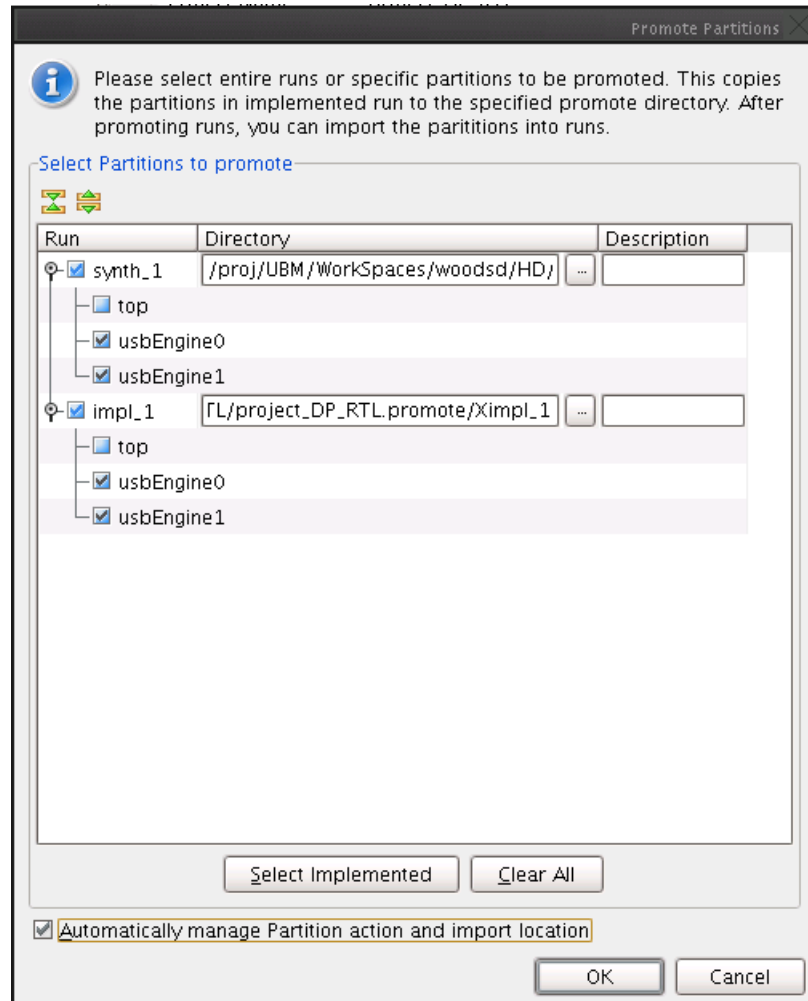 Promote Partitions
Please select entire runs or specific partitions to be promoted. This copies
the partitions in implemented run to the specified promote directory. After
promoting runs, you can import the parititions into runs.
Select Partitions to promote
Run Directory Description
synth_1 /proj/UBM/WorkSpaces/woodsd/HD/ ...
top
usbEngine0
usbEngine1
impl_1 TL/project_DP_RTL.promote/Ximpl_1 ...
top
usbEngine0
usbEngine1
Select Implemented Clear All
Automatically manage Partition action and import location
OK Cancel